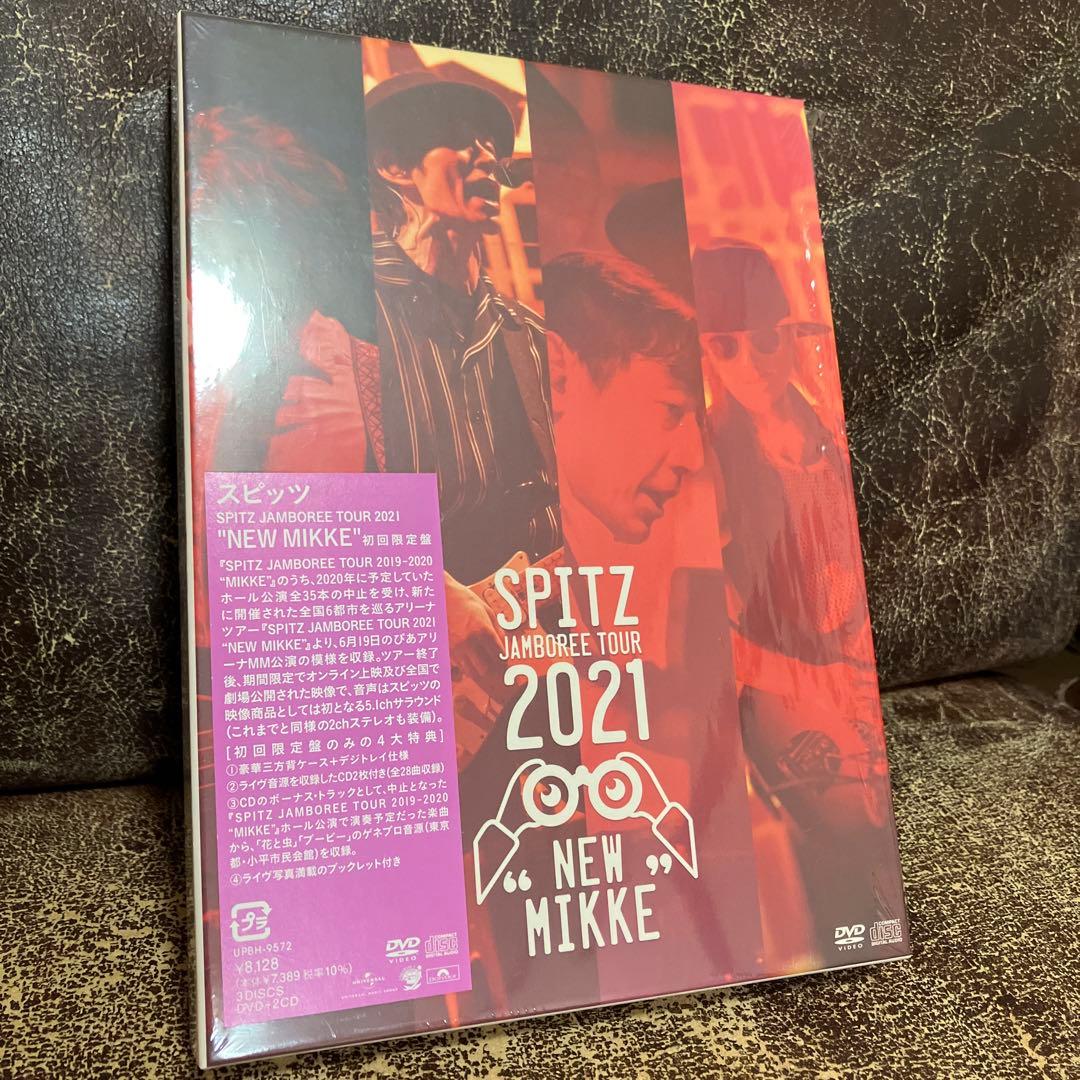 スピッツ
SPITZ JAMBOREE TOUR 2021
"NEW MIKKE"初回限定盤
『SPITZ JAMBOREE TOUR 2019-2020
“MIKKE”』のうち、2020年に予定していた
ホール公演全35本の中止を受け、新た
に開催された全国6都市を巡るアリーナ
ツアー『SPITZ JAMBOREE TOUR 2021
“NEW MIKKE”』より、6月19日のぴあアリ
ーナMM公演の模様を収録。ツアー終了
後、期間限定でオンライン上映及び全国で
劇場公開された映像で、音声はスピッツの
映像商品としては初となる5.1chサラウンド
(これまでと同様の2chステレオも装備)。
[初回限定盤のみの4大特典]
①豪華三方背ケース+デジトレイ仕様
②ライヴ音源を収録したCD2枚付き(全28曲収録)
③CDのボーナス・トラックとして、中止となった
『SPITZ JAMBOREE TOUR 2019-2020
“MIKKE”』ホール公演で演奏予定だった楽曲
から、「花と虫」「ブービー」のゲネプロ音源(東京
都・小平市民会館)を収録。
④ライヴ写真満載のブックレット付き
プラ
UPBH-9572
¥8,128
(本体¥7,389 税率10%)
3DISCS
DVD+2CD
DVD
VIDEO
COMPACT
disc
DIGITAL AUDIO
UNIVERSAL
UNIVERSAL MUSIC GROUP
SPITZ
JAMBOREE TOUR
2021
“NEW
MIKKE”
DVD
VIDEO
COMPACT
disc
DIGITAL AUDIO